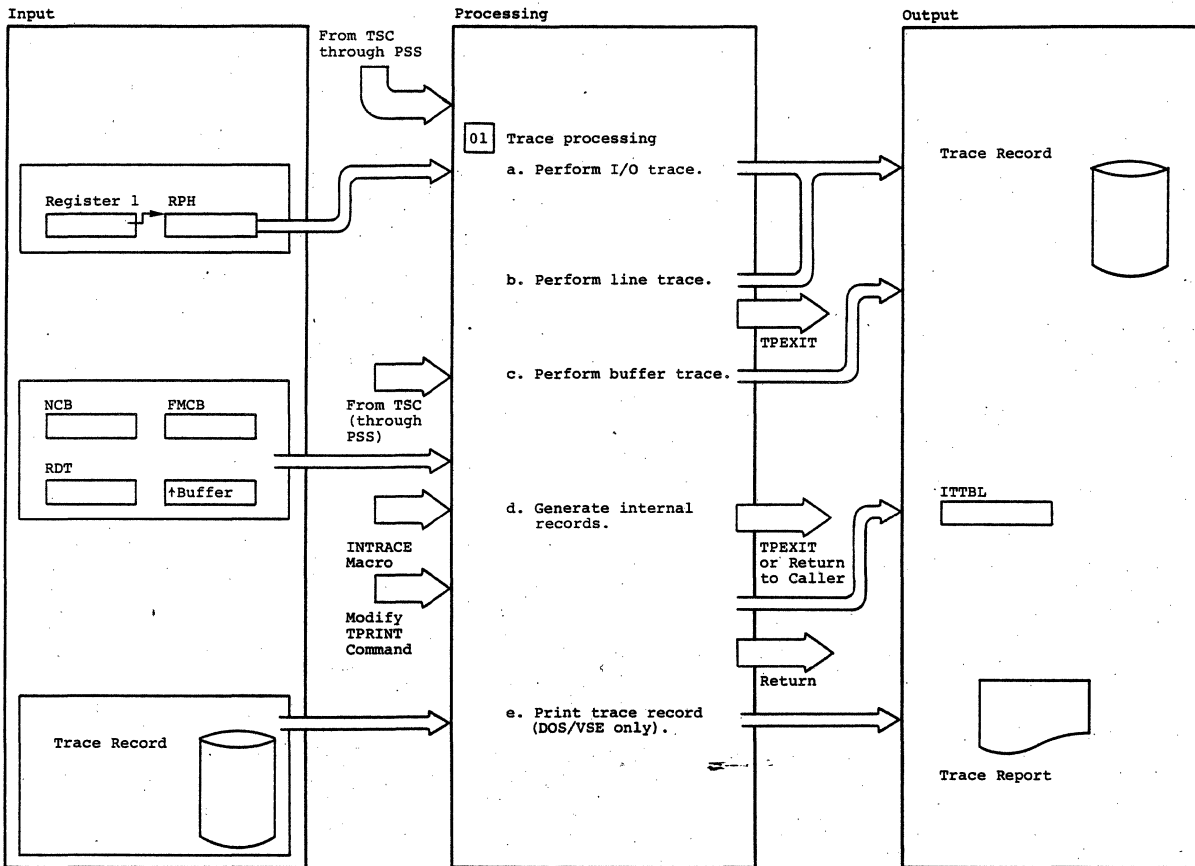 Input
Processing
Output
From TSC
through PSS
01 Trace processing
a. Perform I/O trace.
Trace Record
Register 1
RPH
b. Perform line trace.
TPEXIT
c. Perform buffer trace.
NCB
FMCB
From TSC
(through
PSS)
RDT
↑Buffer
d. Generate internal
records.
ITTBL
INTRACE
Macro
TPEXIT
or Return
to Caller
Modify
TPRINT
Command
Return
e. Print trace record
(DOS/VSE only).
Trace Record
Trace Report